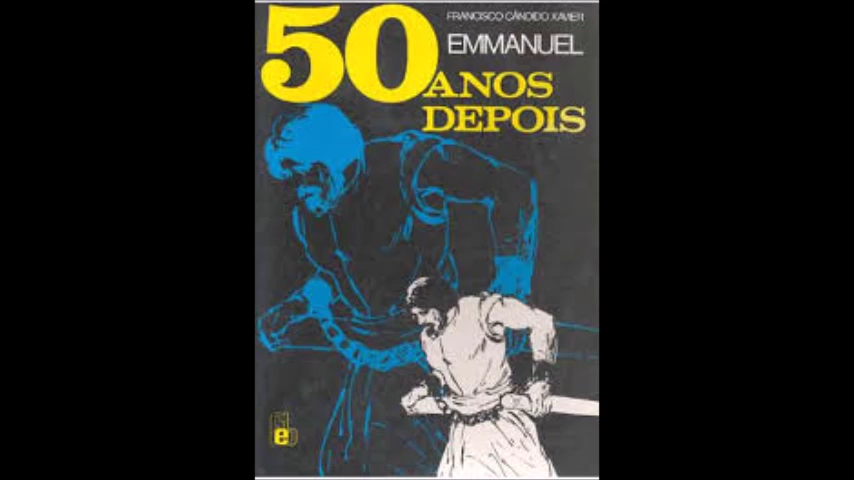 FRANCISCO CÂNDIDO XAVIER
EMMANUEL
50
ANOS
DEPOIS